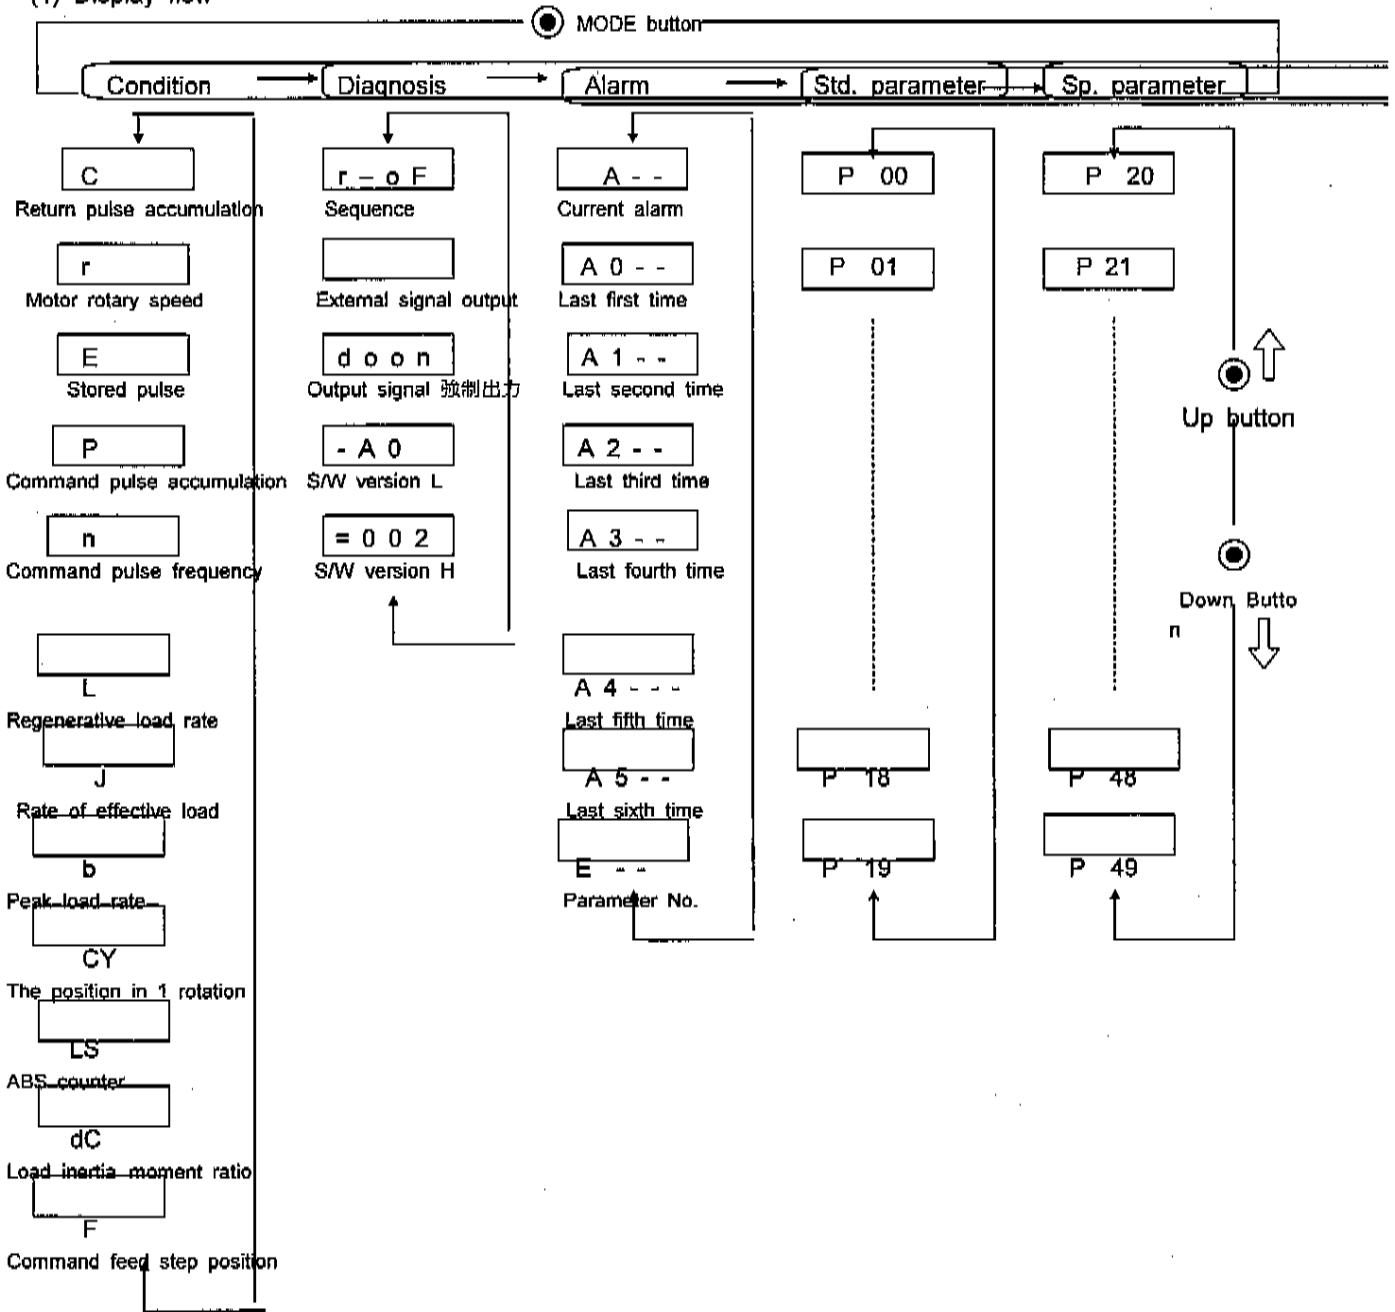 (1) Display flow
MODE button
Condition
Diagnosis
Alarm
Std. parameter
Sp. parameter
C
Return pulse accumulation
r
Motor rotary speed
E
Stored pulse
P
Command pulse accumulation
n
Command pulse frequency
L
Regenerative load rate
J
Rate of effective load
b
Peak load rate
CY
The position in 1 rotation
LS
ABS counter
dC
Load inertia moment ratio
F
Command feed step position
r – o F
Sequence
External signal output
d o o n
Output signal 強制出力
- A 0
S/W version L
= 0 0 2
S/W version H
A - -
Current alarm
A 0 - -
Last first time
A 1 - -
Last second time
A 2 - -
Last third time
A 3 - -
Last fourth time
A 4 - - -
Last fifth time
A 5 - -
Last sixth time
E - -
Parameter No.
P 00
P 01
P 18
P 19
P 20
P 21
P 48
P 49
Up button
Down Butto
n